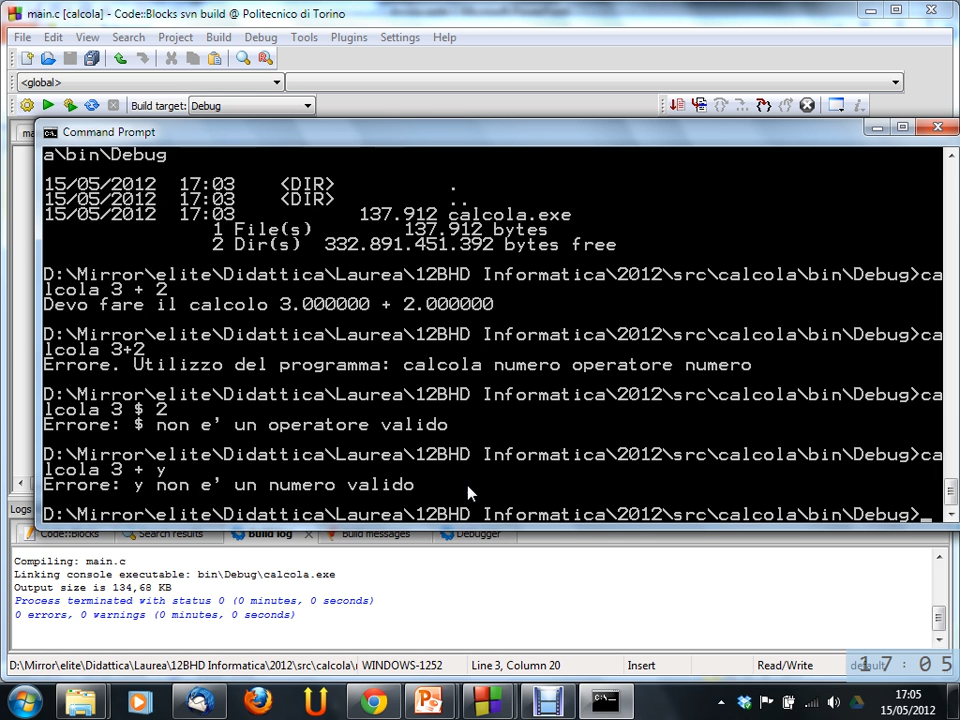 main.c [calcola] - Code::Blocks svn build @ Politecnico di Torino
File Edit View Search Project Build Debug Tools Plugins Settings Help
<global>
Build target: Debug
Command Prompt
a\bin\Debug
15/05/2012 17:03 <DIR> .
15/05/2012 17:03 <DIR> ..
15/05/2012 17:03 137.912 calcola.exe
1 File(s) 137.912 bytes
2 Dir(s) 332.891.451.392 bytes free
D:\Mirror\elite\Didattica\Laurea\12BHD Informatica\2012\src\calcola\bin\Debug>ca
lcola 3 + 2
Devo fare il calcolo 3.000000 + 2.000000
D:\Mirror\elite\Didattica\Laurea\12BHD Informatica\2012\src\calcola\bin\Debug>ca
lcola 3+2
Errore. Utilizzo del programma: calcola numero operatore numero
D:\Mirror\elite\Didattica\Laurea\12BHD Informatica\2012\src\calcola\bin\Debug>ca
lcola 3 $ 2
Errore: $ non e' un operatore valido
D:\Mirror\elite\Didattica\Laurea\12BHD Informatica\2012\src\calcola\bin\Debug>ca
lcola 3 + y
Errore: y non e' un numero valido
D:\Mirror\elite\Didattica\Laurea\12BHD Informatica\2012\src\calcola\bin\Debug>_
Logs
Code::Blocks Search results Build log Build messages Debugger
Compiling: main.c
Linking console executable: bin\Debug\calcola.exe
Output size is 134,68 KB
Process terminated with status 0 (0 minutes, 0 seconds)
0 errors, 0 warnings (0 minutes, 0 seconds)
D:\Mirror\elite\Didattica\Laurea\12BHD Informatica\2012\src\calcola\ WINDOWS-1252 Line 3, Column 20 Insert Read/Write default
17:05
17:05
15/05/2012